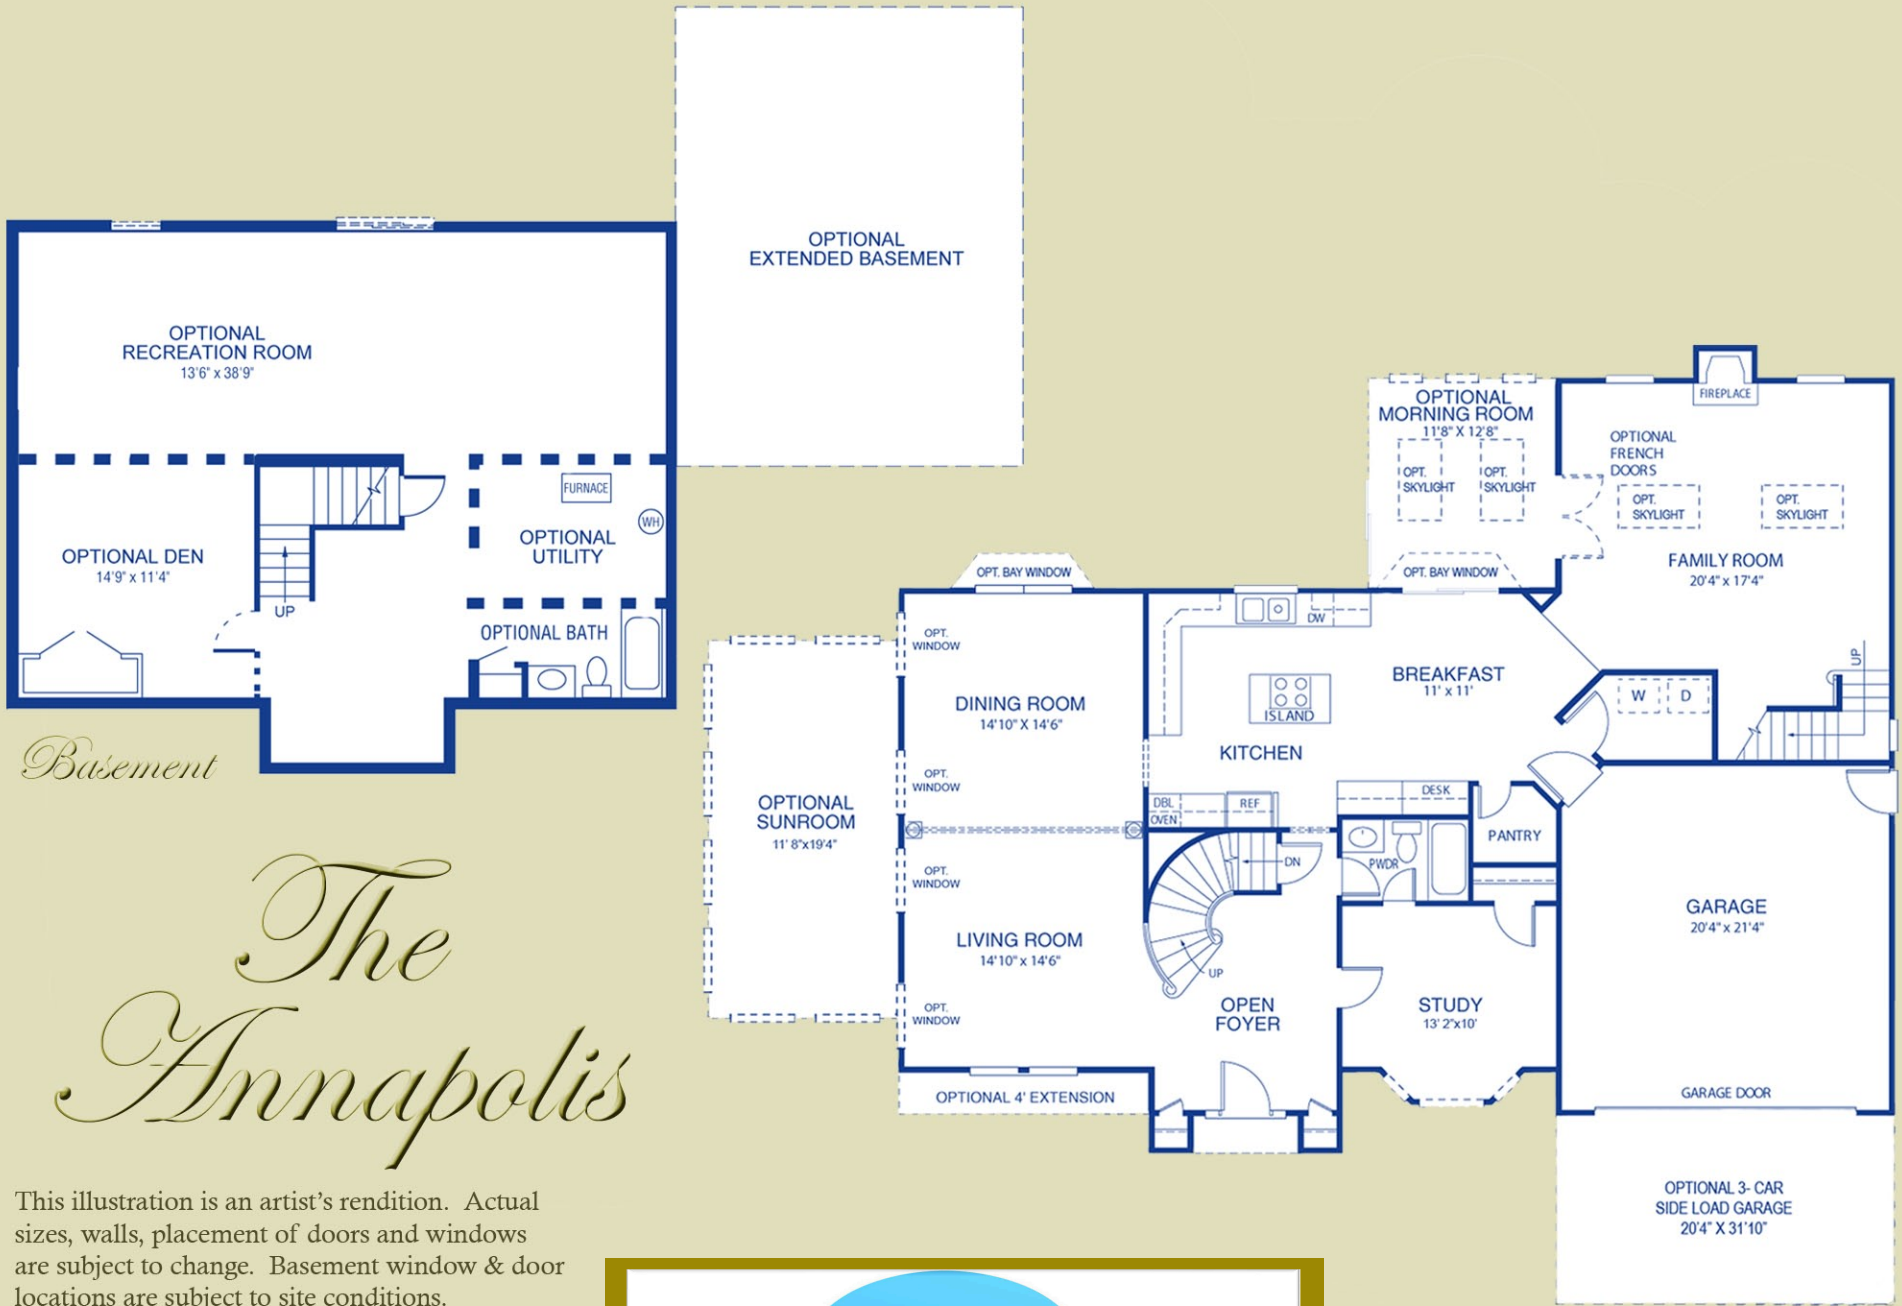 OPTIONAL
EXTENDED BASEMENT
OPTIONAL
RECREATION ROOM
13'6" x 38'9"
OPTIONAL DEN
14'9" x 11'4"
UP
FURNACE
WH
OPTIONAL
UTILITY
OPTIONAL BATH
Basement
OPTIONAL
MORNING ROOM
11'8" X 12'8"
OPT.
SKYLIGHT
OPT.
SKYLIGHT
OPT. BAY WINDOW
FIREPLACE
OPTIONAL
FRENCH
DOORS
OPT.
SKYLIGHT
OPT.
SKYLIGHT
FAMILY ROOM
20'4" x 17'4"
UP
OPT. BAY WINDOW
OPT.
WINDOW
DINING ROOM
14'10" X 14'6"
OPT.
WINDOW
DW
ISLAND
KITCHEN
BREAKFAST
11' x 11'
W
D
DBL
OVEN
REF
DESK
PANTRY
PWDR
DN
OPTIONAL
SUNROOM
11' 8"x19'4"
OPT.
WINDOW
LIVING ROOM
14'10" x 14'6"
OPT.
WINDOW
UP
OPEN
FOYER
STUDY
13' 2"x10'
GARAGE
20'4" x 21'4"
GARAGE DOOR
OPTIONAL 4' EXTENSION
OPTIONAL 3- CAR
SIDE LOAD GARAGE
20'4" X 31'10"
The
Annapolis
This illustration is an artist's rendition. Actual
sizes, walls, placement of doors and windows
are subject to change. Basement window & door
locations are subject to site conditions.